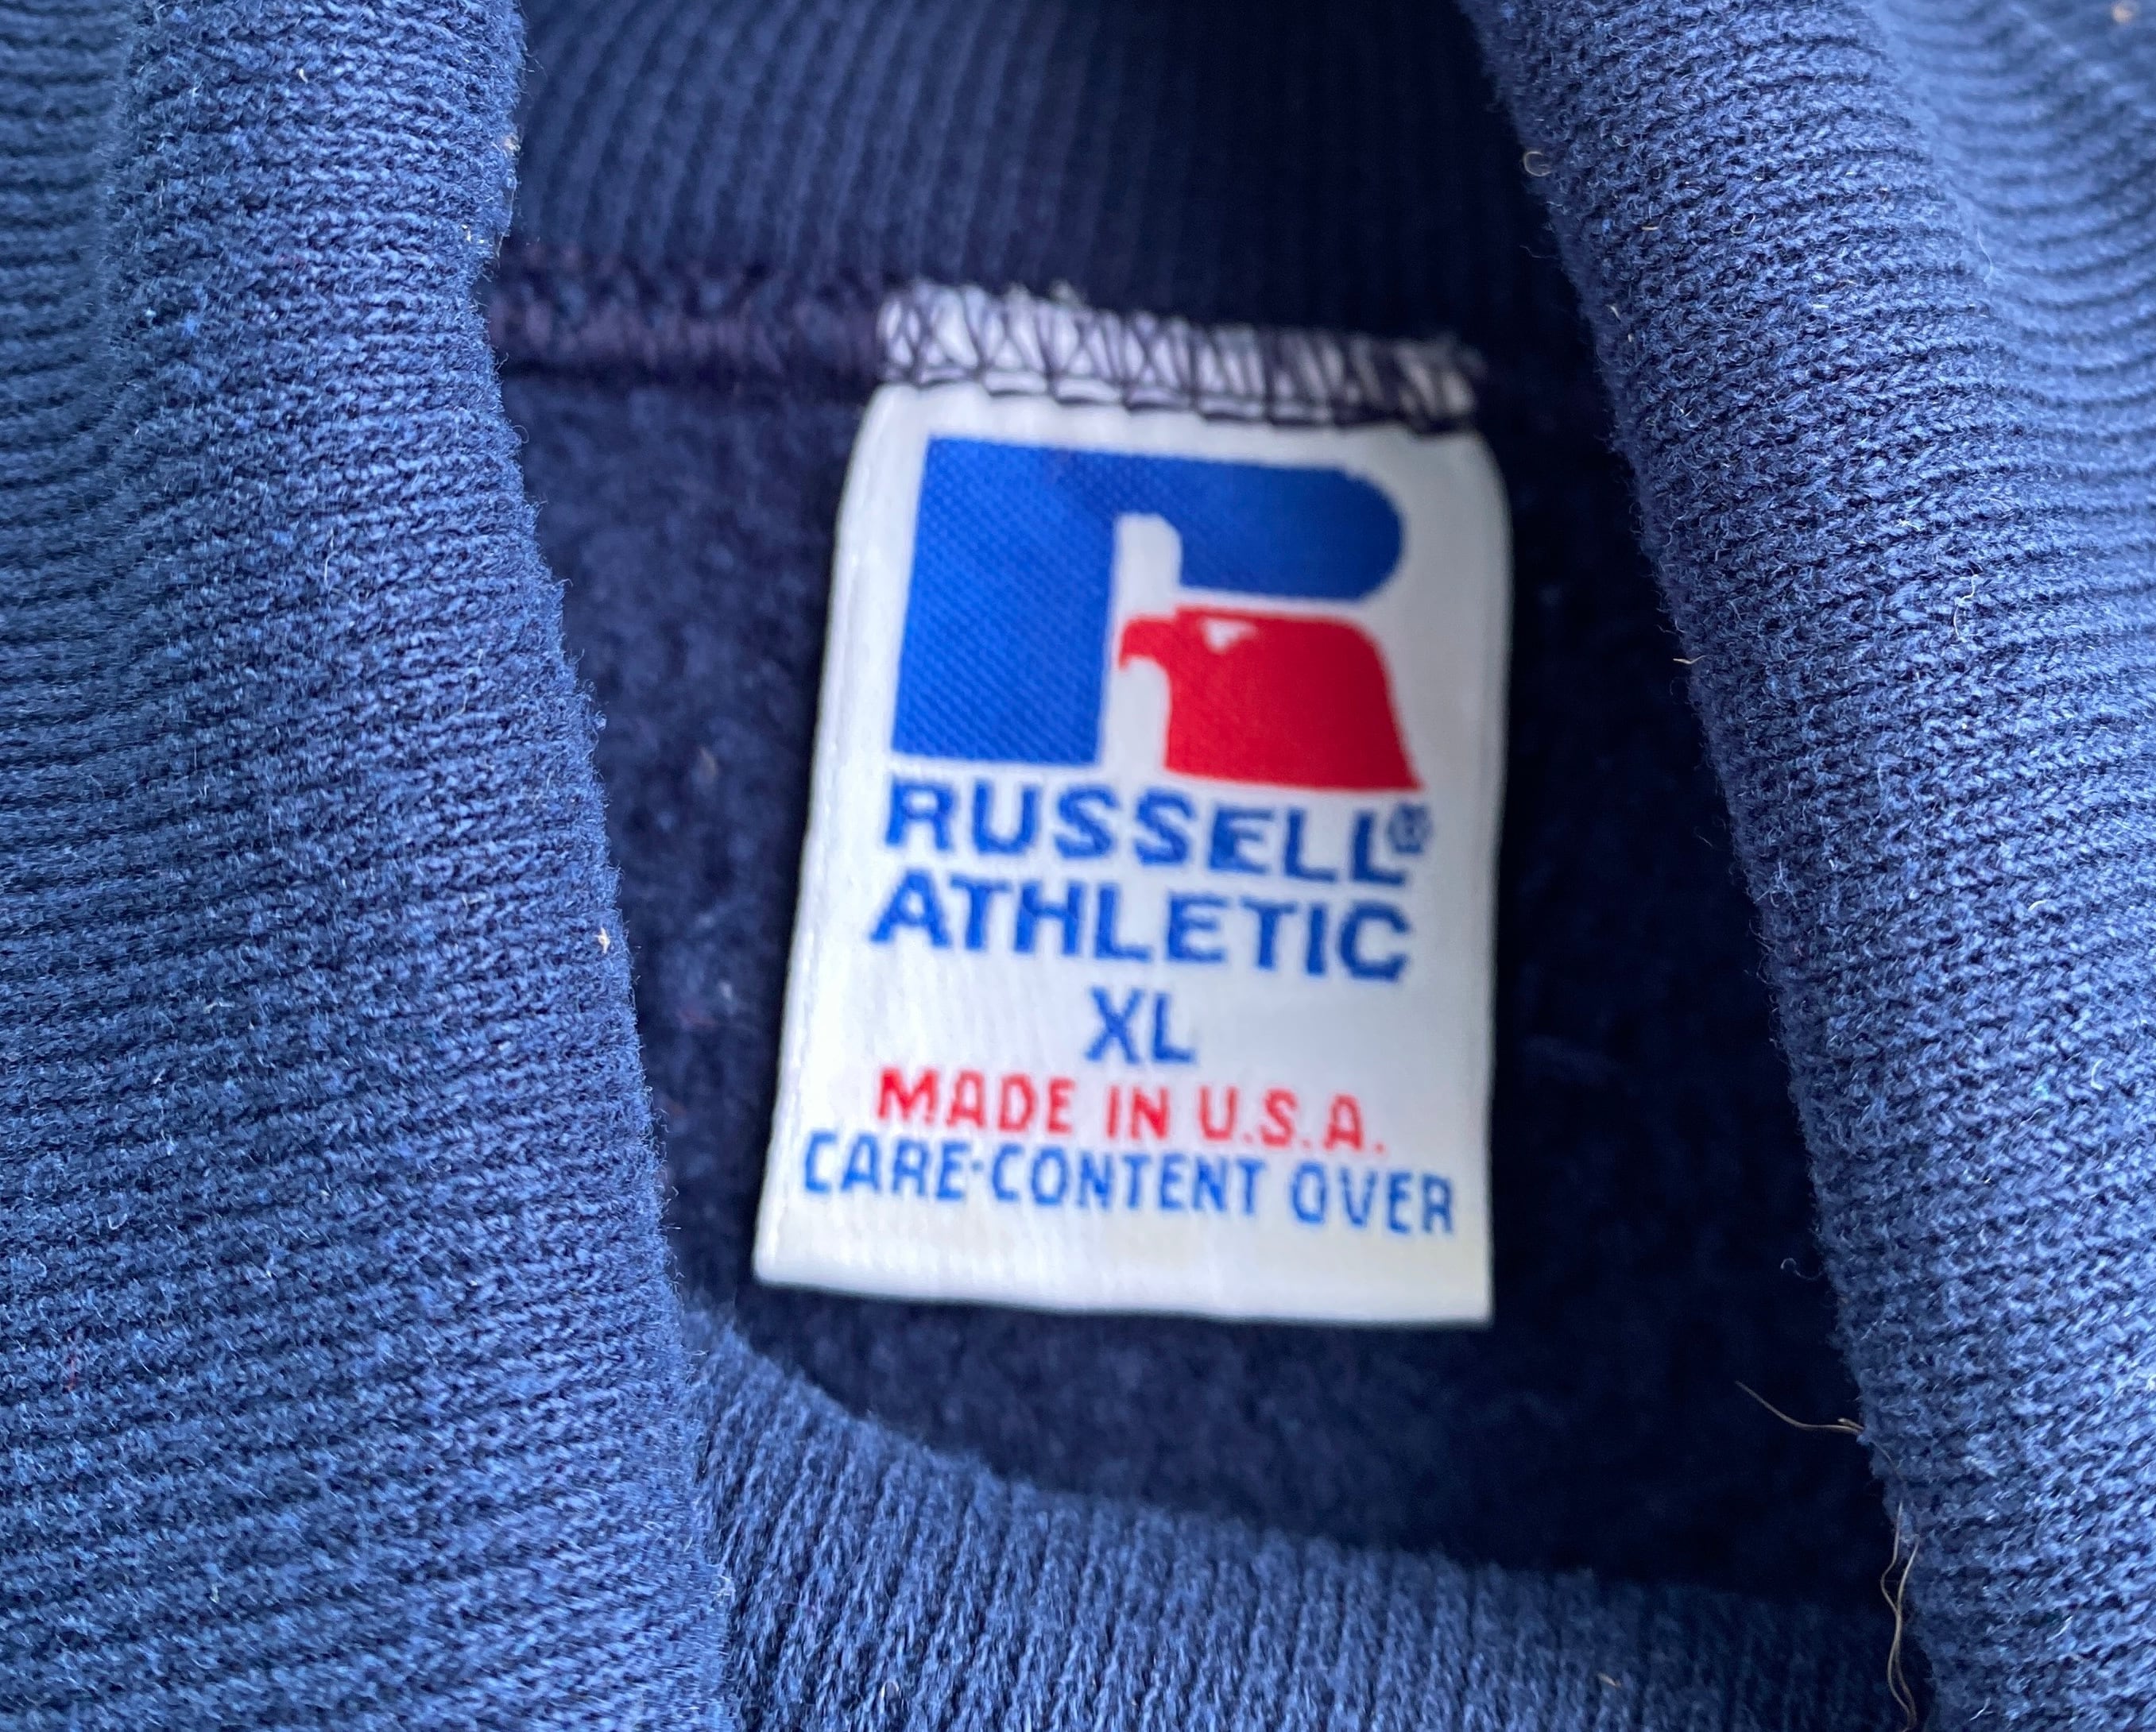 RUSSELL®
ATHLETIC
XL
MADE IN U.S.A.
CARE-CONTENT OVER